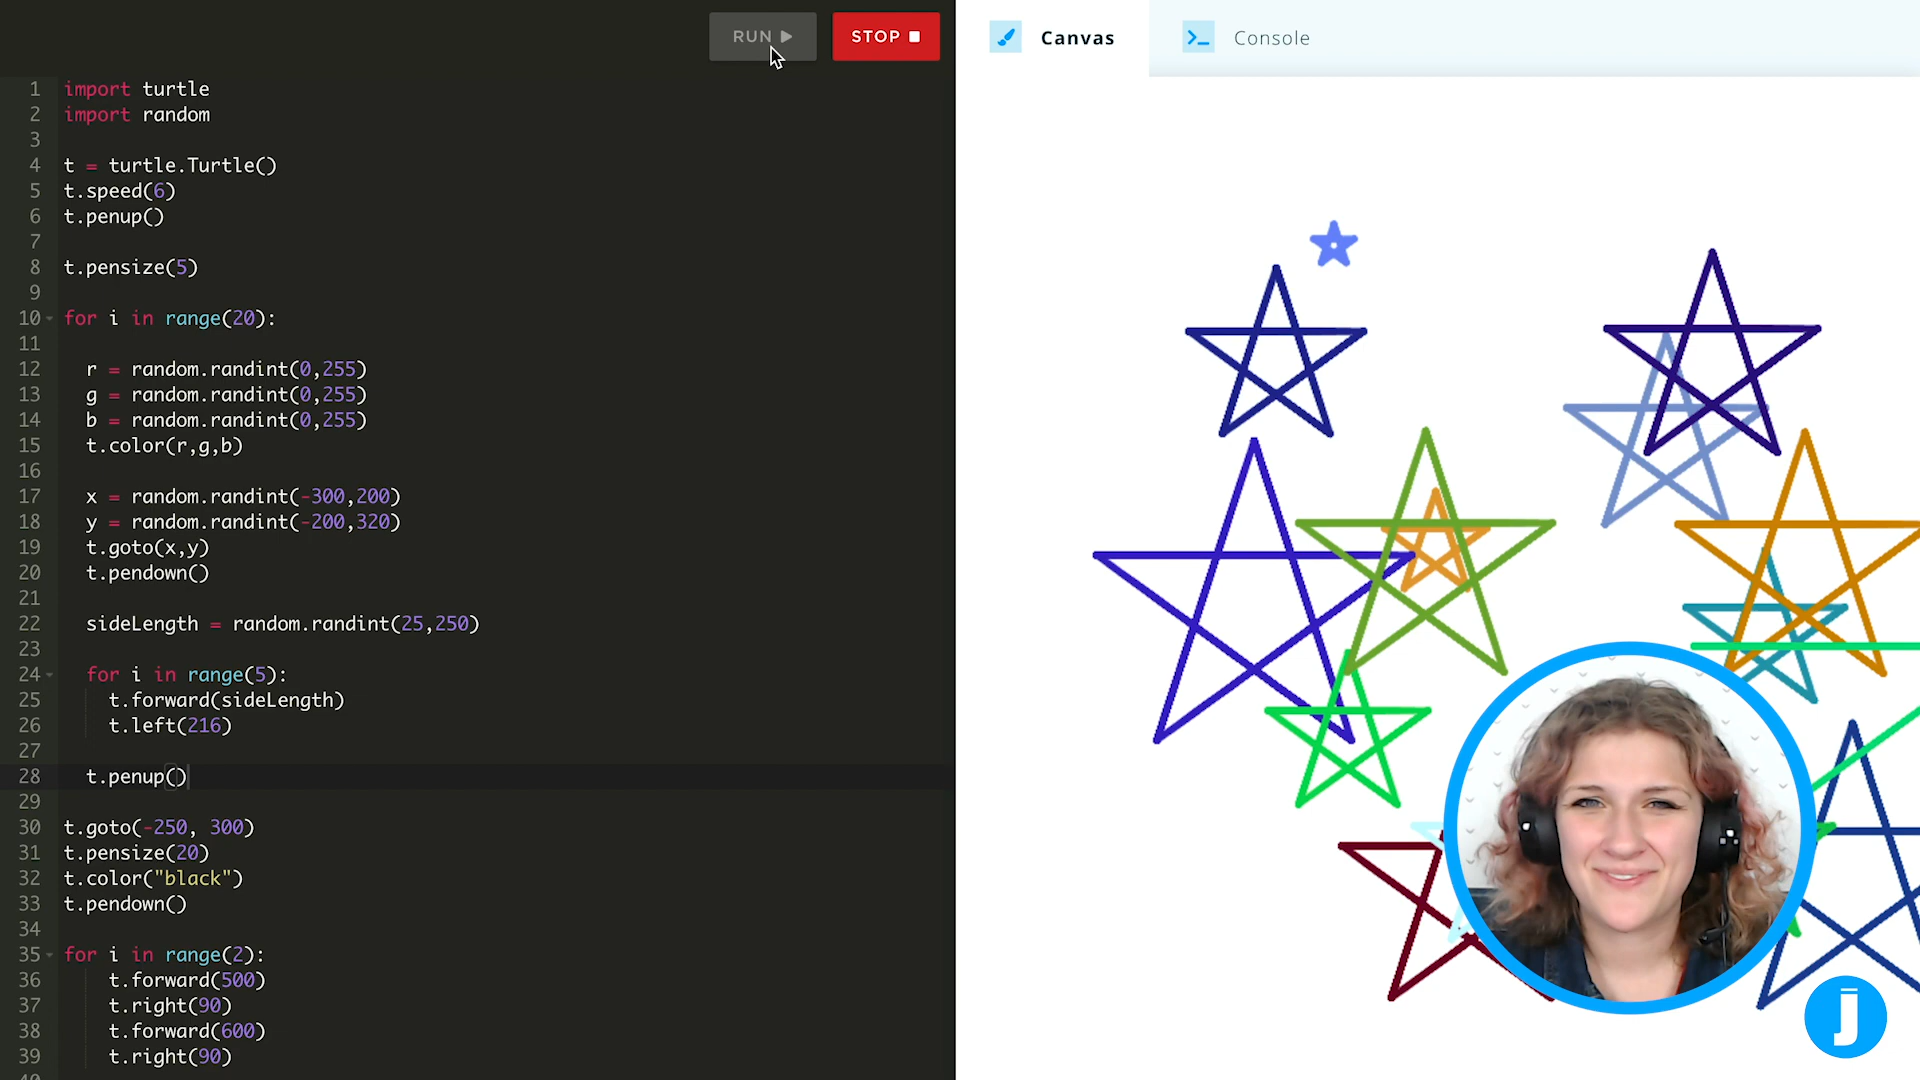 RUN
STOP
Canvas
Console
1 import turtle
2 import random
3
4 t = turtle.Turtle()
5 t.speed(6)
6 t.penup()
7
8 t.pensize(5)
9
10 for i in range(20):
11
12 r = random.randint(0,255)
13 g = random.randint(0,255)
14 b = random.randint(0,255)
15 t.color(r,g,b)
16
17 x = random.randint(-300,200)
18 y = random.randint(-200,320)
19 t.goto(x,y)
20 t.pendown()
21
22 sideLength = random.randint(25,250)
23
24 for i in range(5):
25 t.forward(sideLength)
26 t.left(216)
27
28 t.penup()
29
30 t.goto(-250, 300)
31 t.pensize(20)
32 t.color("black")
33 t.pendown()
34
35 for i in range(2):
36 t.forward(500)
37 t.right(90)
38 t.forward(600)
39 t.right(90)
J